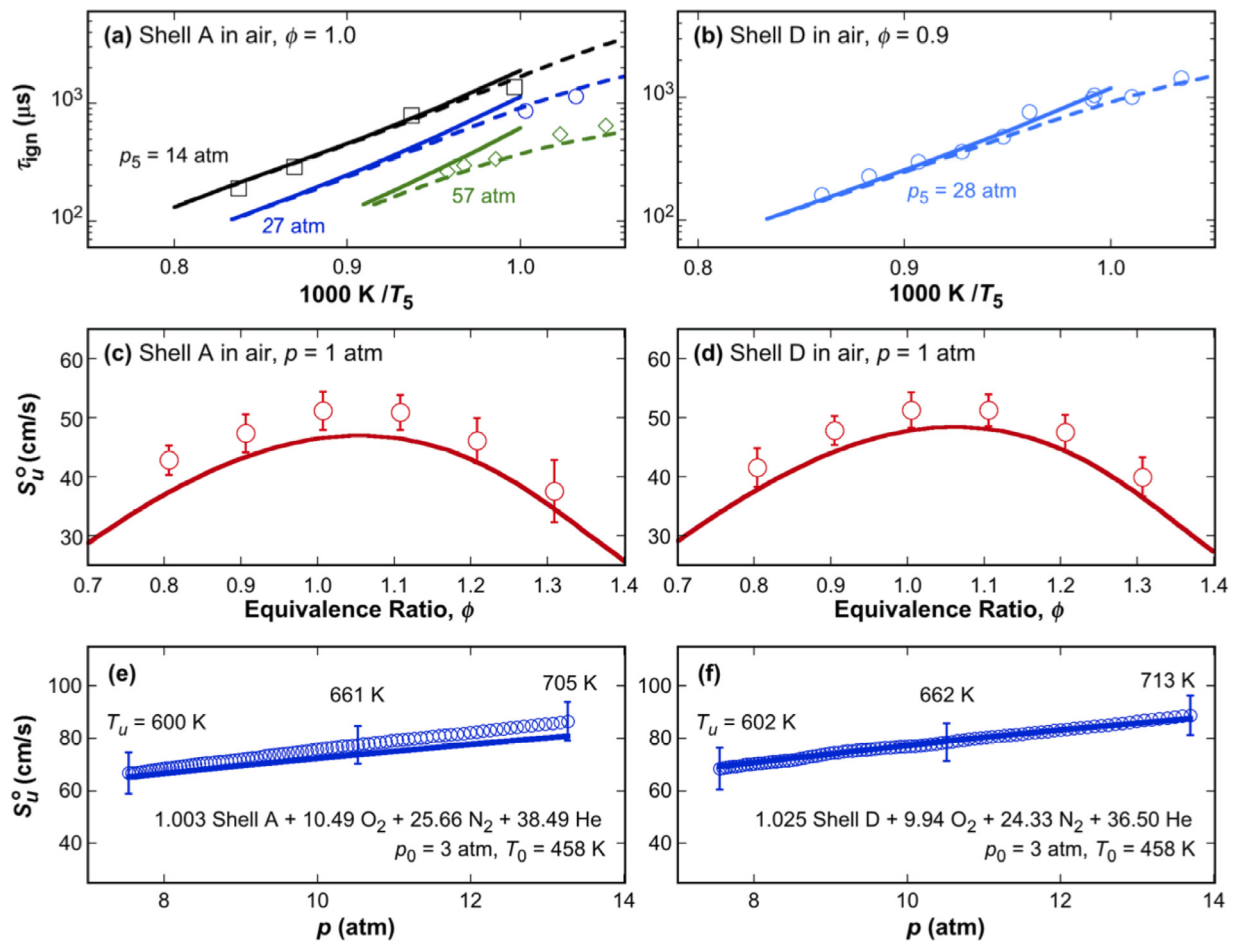 (a) Shell A in air, ϕ = 1.0
τign (μs)
10³
10²
p₅ = 14 atm
27 atm
57 atm
0.8 0.9 1.0
1000 K /T₅
(b) Shell D in air, ϕ = 0.9
10³
10²
p₅ = 28 atm
0.8 0.9 1.0
1000 K /T₅
(c) Shell A in air, p = 1 atm
Sᵤ° (cm/s)
60
50
40
30
0.7 0.8 0.9 1.0 1.1 1.2 1.3 1.4
Equivalence Ratio, ϕ
(d) Shell D in air, p = 1 atm
60
50
40
30
0.7 0.8 0.9 1.0 1.1 1.2 1.3 1.4
Equivalence Ratio, ϕ
(e)
Sᵤ° (cm/s)
100
80
60
40
Tᵤ = 600 K
661 K
705 K
1.003 Shell A + 10.49 O₂ + 25.66 N₂ + 38.49 He
p₀ = 3 atm, T₀ = 458 K
8 10 12 14
p (atm)
(f)
100
80
60
40
Tᵤ = 602 K
662 K
713 K
1.025 Shell D + 9.94 O₂ + 24.33 N₂ + 36.50 He
p₀ = 3 atm, T₀ = 458 K
8 10 12 14
p (atm)